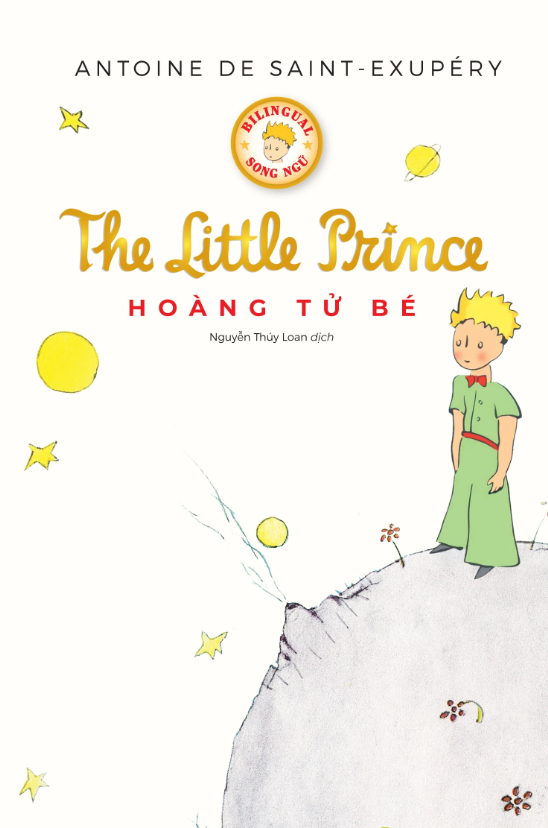 ANTOINE DE SAINT-EXUPÉRY
BILINGUAL
SONG NGỮ
The Little Prince
HOÀNG TỬ BÉ
Nguyễn Thúy Loan dịch